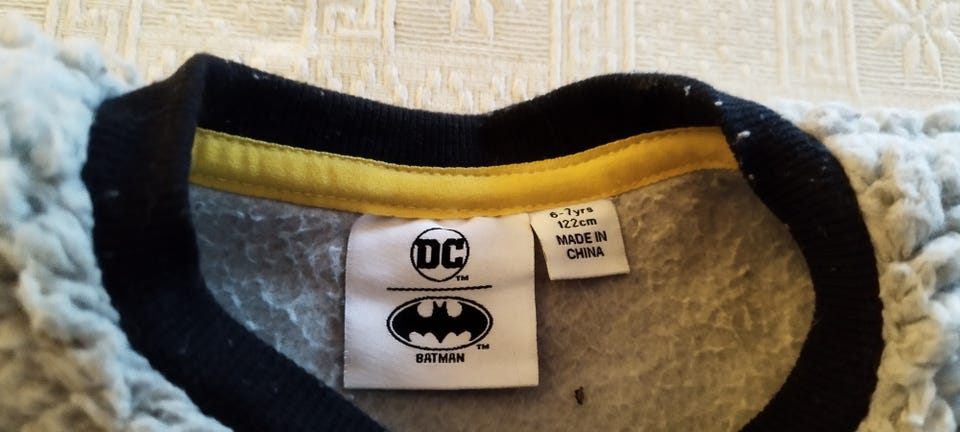 DC
TM
BATMAN
TM
6-7yrs
122cm
MADE IN
CHINA